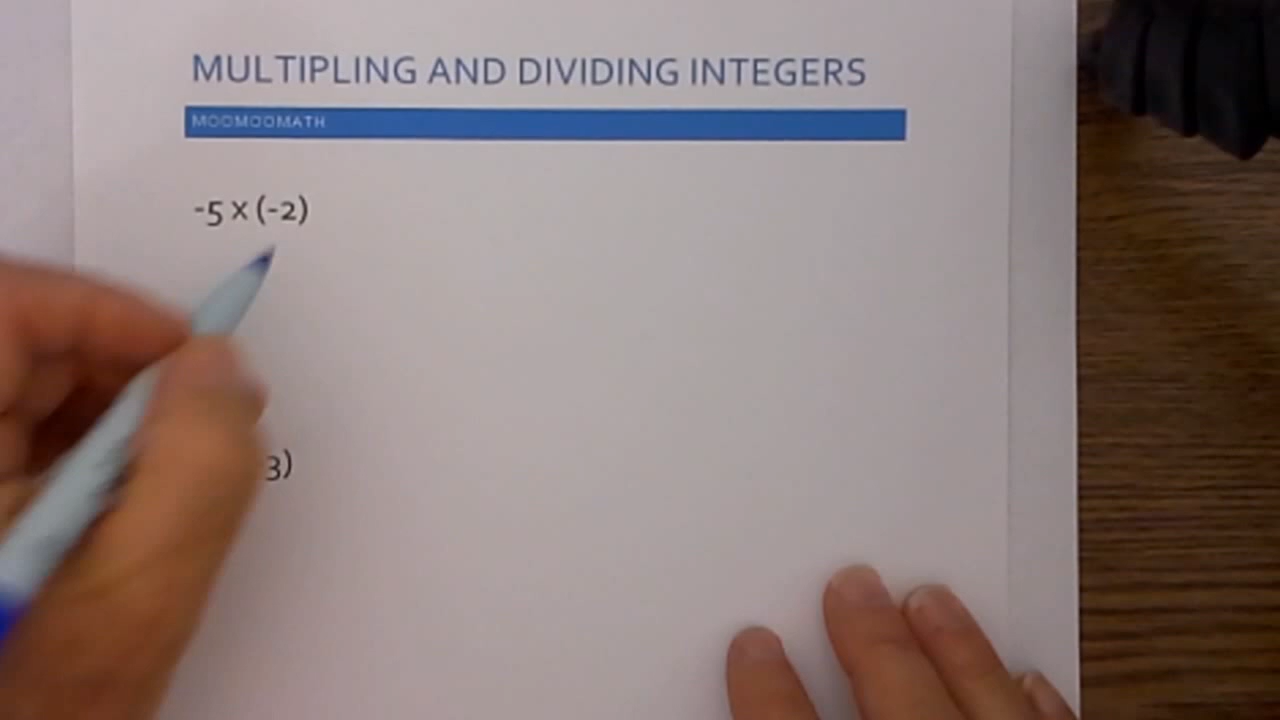 MULTIPLING AND DIVIDING INTEGERS
MOOMOOMATH
-5 x (-2)
3)